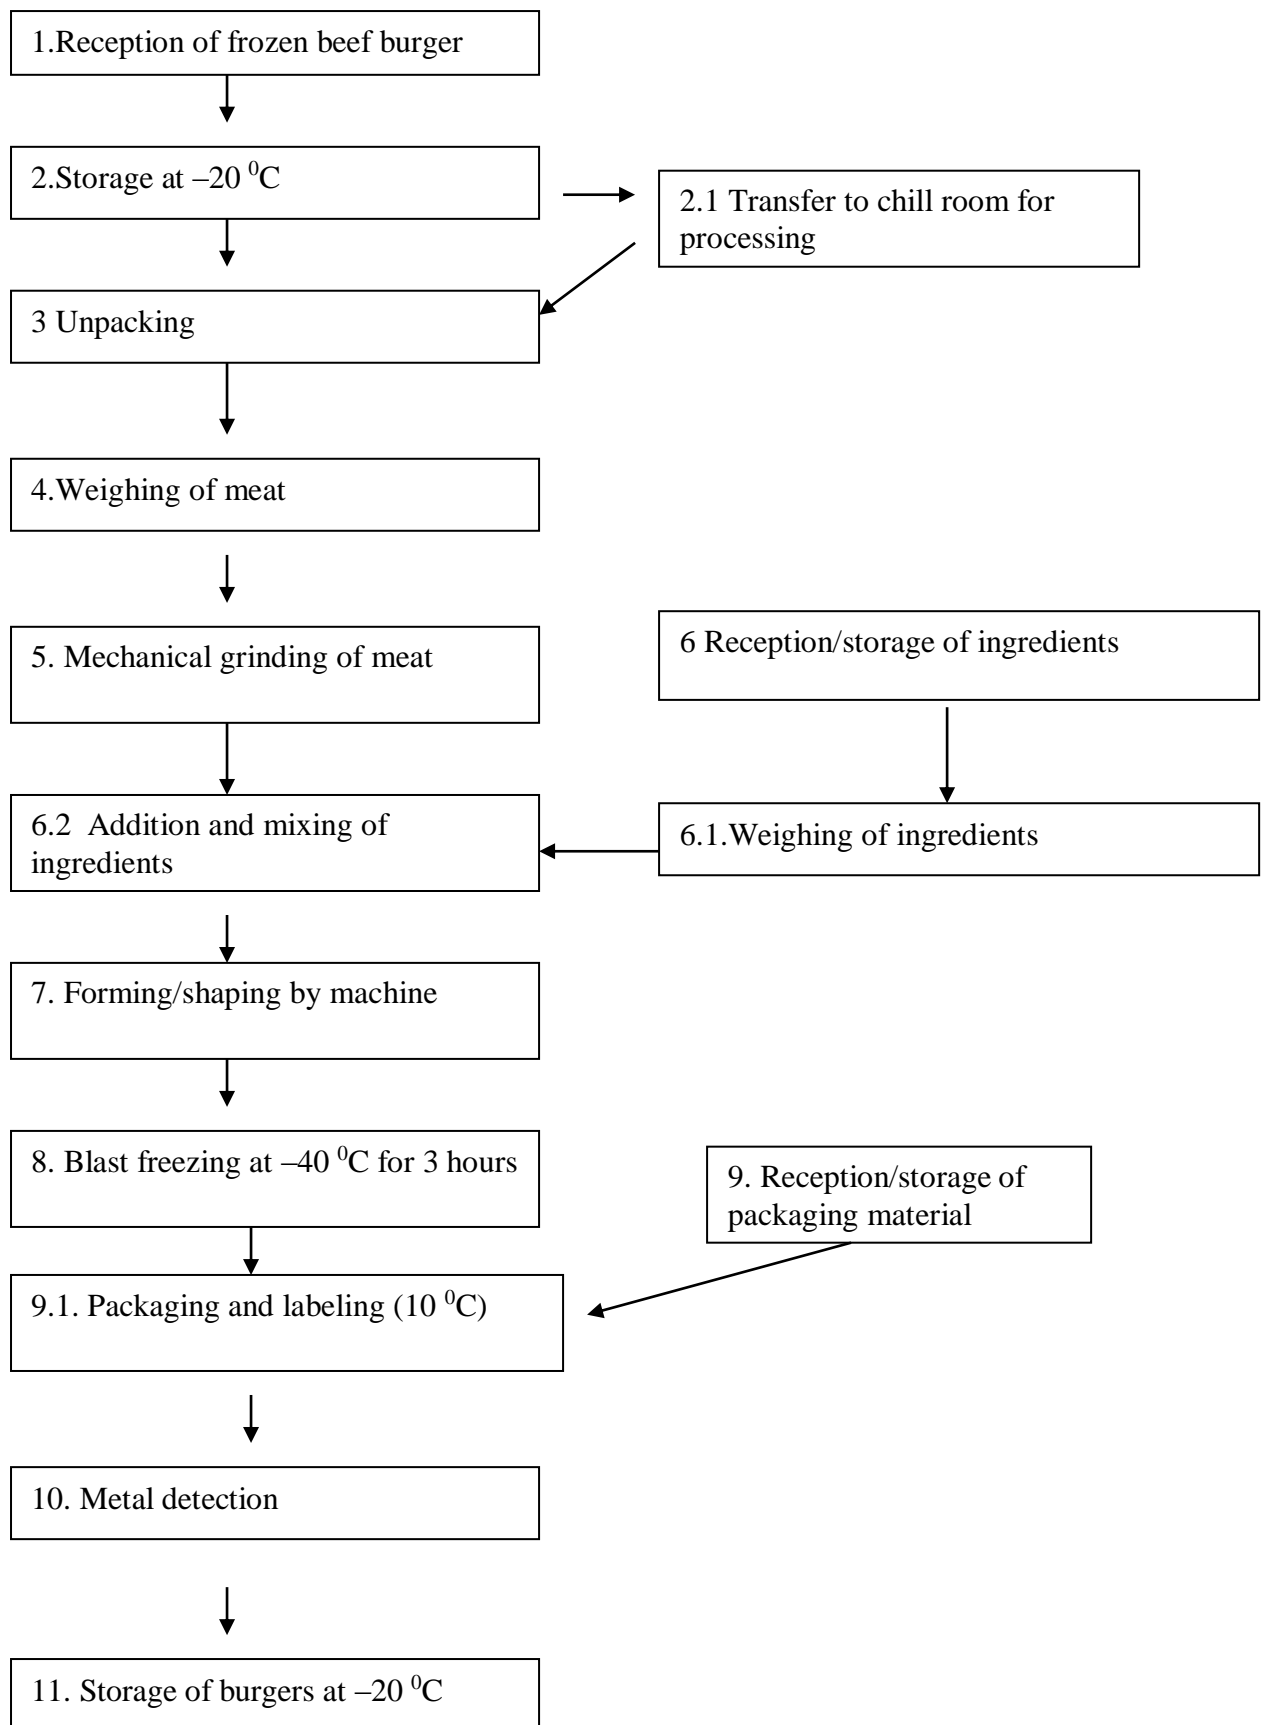 1.Reception of frozen beef burger
2.Storage at –20 ⁰C
2.1 Transfer to chill room for
processing
3 Unpacking
4.Weighing of meat
5. Mechanical grinding of meat
6 Reception/storage of ingredients
6.2  Addition and mixing of
ingredients
6.1.Weighing of ingredients
7. Forming/shaping by machine
8. Blast freezing at –40 ⁰C for 3 hours
9. Reception/storage of
packaging material
9.1. Packaging and labeling (10 ⁰C)
10. Metal detection
11. Storage of burgers at –20 ⁰C